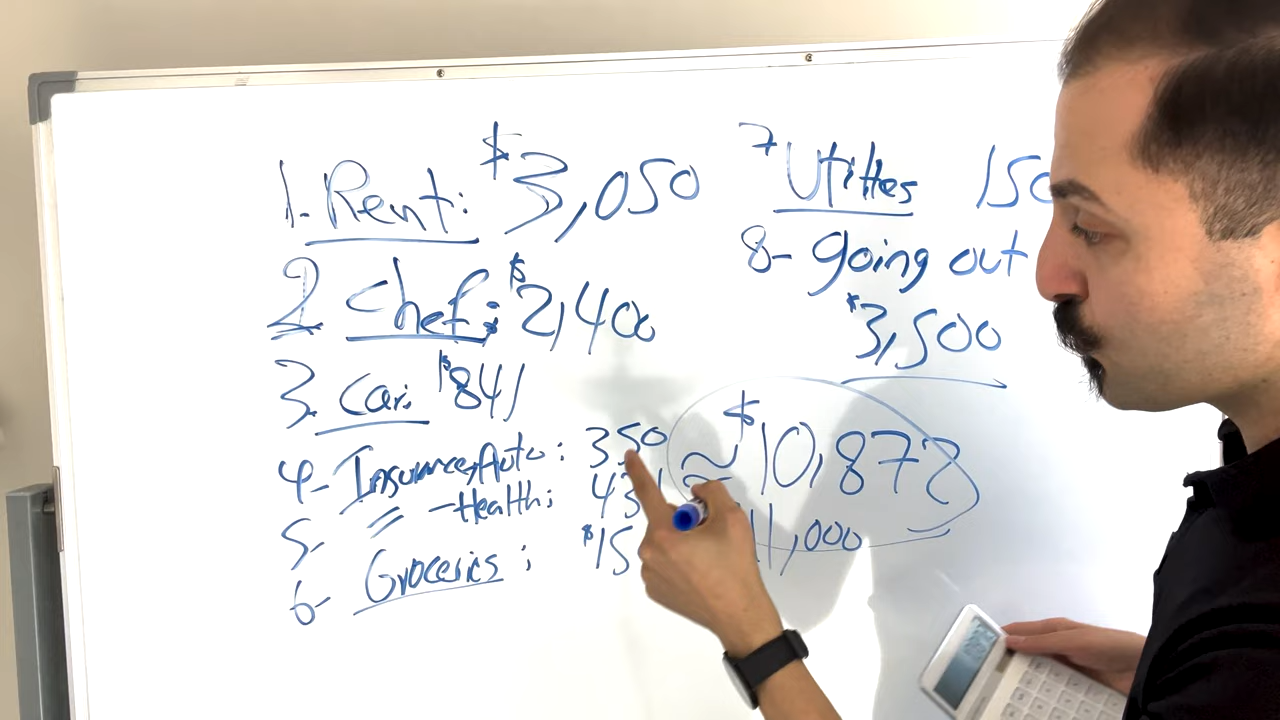 1. Rent: $3,050
2 Chef: $2,400
3. Car: $841
4- Insurance, Auto: 350
5- " - Health:
6- Groceries:
7 Utilites
8- going out
$3,500
≈ $10,872
11,000